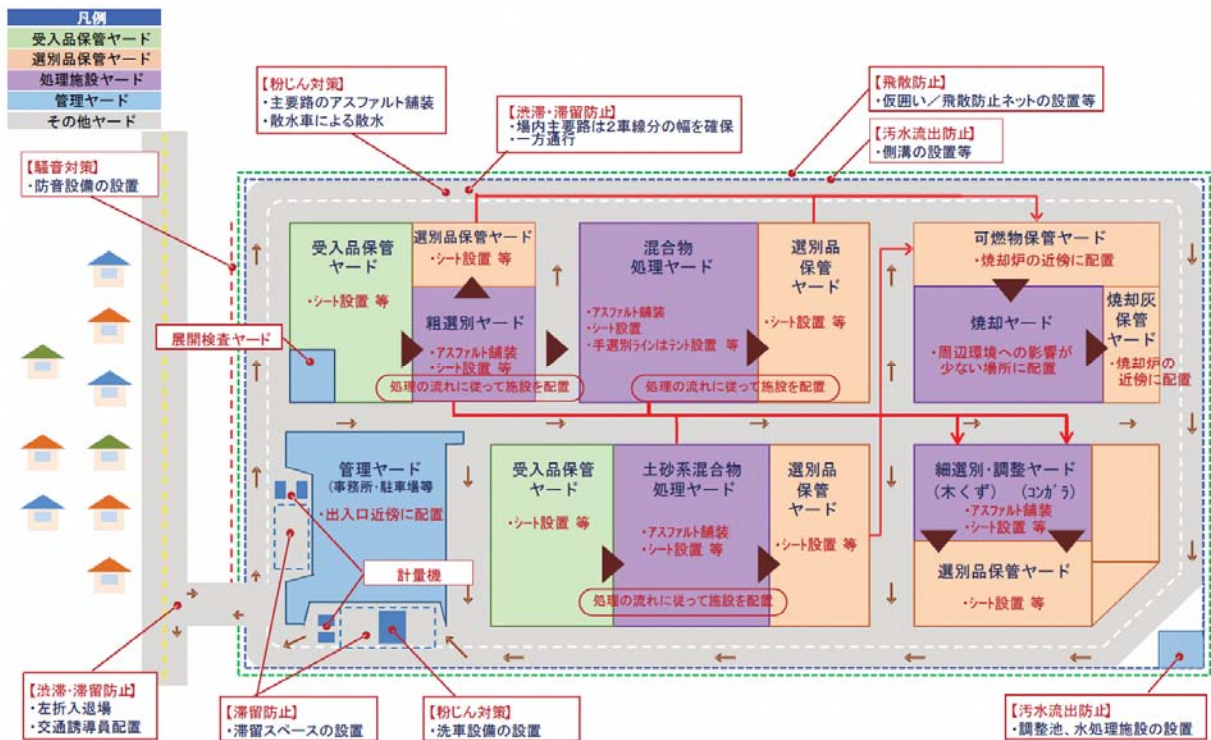 凡例
受入品保管ヤード
選別品保管ヤード
処理施設ヤード
管理ヤード
その他ヤード
【騒音対策】
・防音設備の設置
【粉じん対策】
・主要路のアスファルト舗装
・散水車による散水
【渋滞・滞留防止】
・場内主要路は2車線分の幅を確保
・一方通行
【飛散防止】
・仮囲い/飛散防止ネットの設置等
【汚水流出防止】
・側溝の設置等
受入品保管
ヤード
・シート設置 等
展開検査ヤード
選別品保管ヤード
・シート設置 等
粗選別ヤード
・アスファルト舗装
・シート設置 等
処理の流れに従って施設を配置
混合物
処理ヤード
・アスファルト舗装
・シート設置
・手選別ラインはテント設置 等
処理の流れに従って施設を配置
選別品
保管
ヤード
・シート設置 等
可燃物保管ヤード
・焼却炉の近傍に配置
焼却ヤード
・周辺環境への影響が
少ない場所に配置
焼却灰
保管
ヤード
・焼却炉の
近傍に配置
管理ヤード
(事務所・駐車場等
・出入口近傍に配置
計量機
受入品保管
ヤード
・シート設置 等
土砂系混合物
処理ヤード
・アスファルト舗装
・シート設置 等
処理の流れに従って施設を配置
選別品
保管
ヤード
・シート設置 等
細選別・調整ヤード
(木くず) (コンガラ)
・アスファルト舗装
・シート設置 等
選別品保管ヤード
・シート設置 等
【渋滞・滞留防止】
・左折入退場
・交通誘導員配置
【滞留防止】
・滞留スペースの設置
【粉じん対策】
・洗車設備の設置
【汚水流出防止】
・調整池、水処理施設の設置